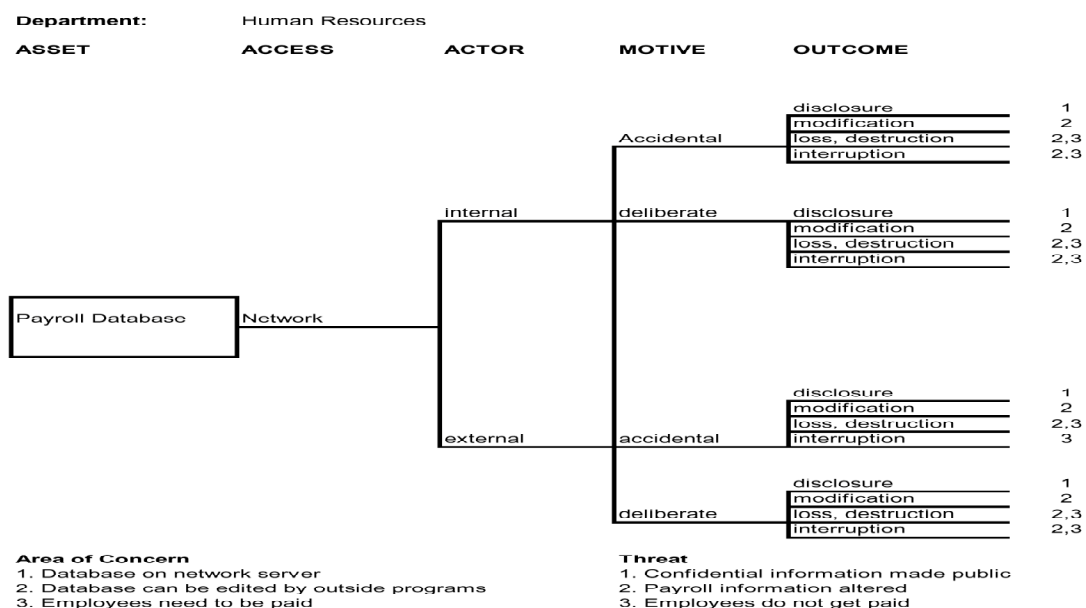 Department: Human Resources
ASSET ACCESS ACTOR MOTIVE OUTCOME
disclosure 1
modification 2
Accidental loss, destruction 2,3
interruption 2,3
internal deliberate disclosure 1
modification 2
loss, destruction 2,3
interruption 2,3
Payroll Database Network
disclosure 1
modification 2
loss, destruction 2,3
external accidental interruption 3
disclosure 1
modification 2
deliberate loss, destruction 2,3
interruption 2,3
Area of Concern Threat
1. Database on network server 1. Confidential information made public
2. Database can be edited by outside programs 2. Payroll information altered
3. Employees need to be paid 3. Employees do not get paid